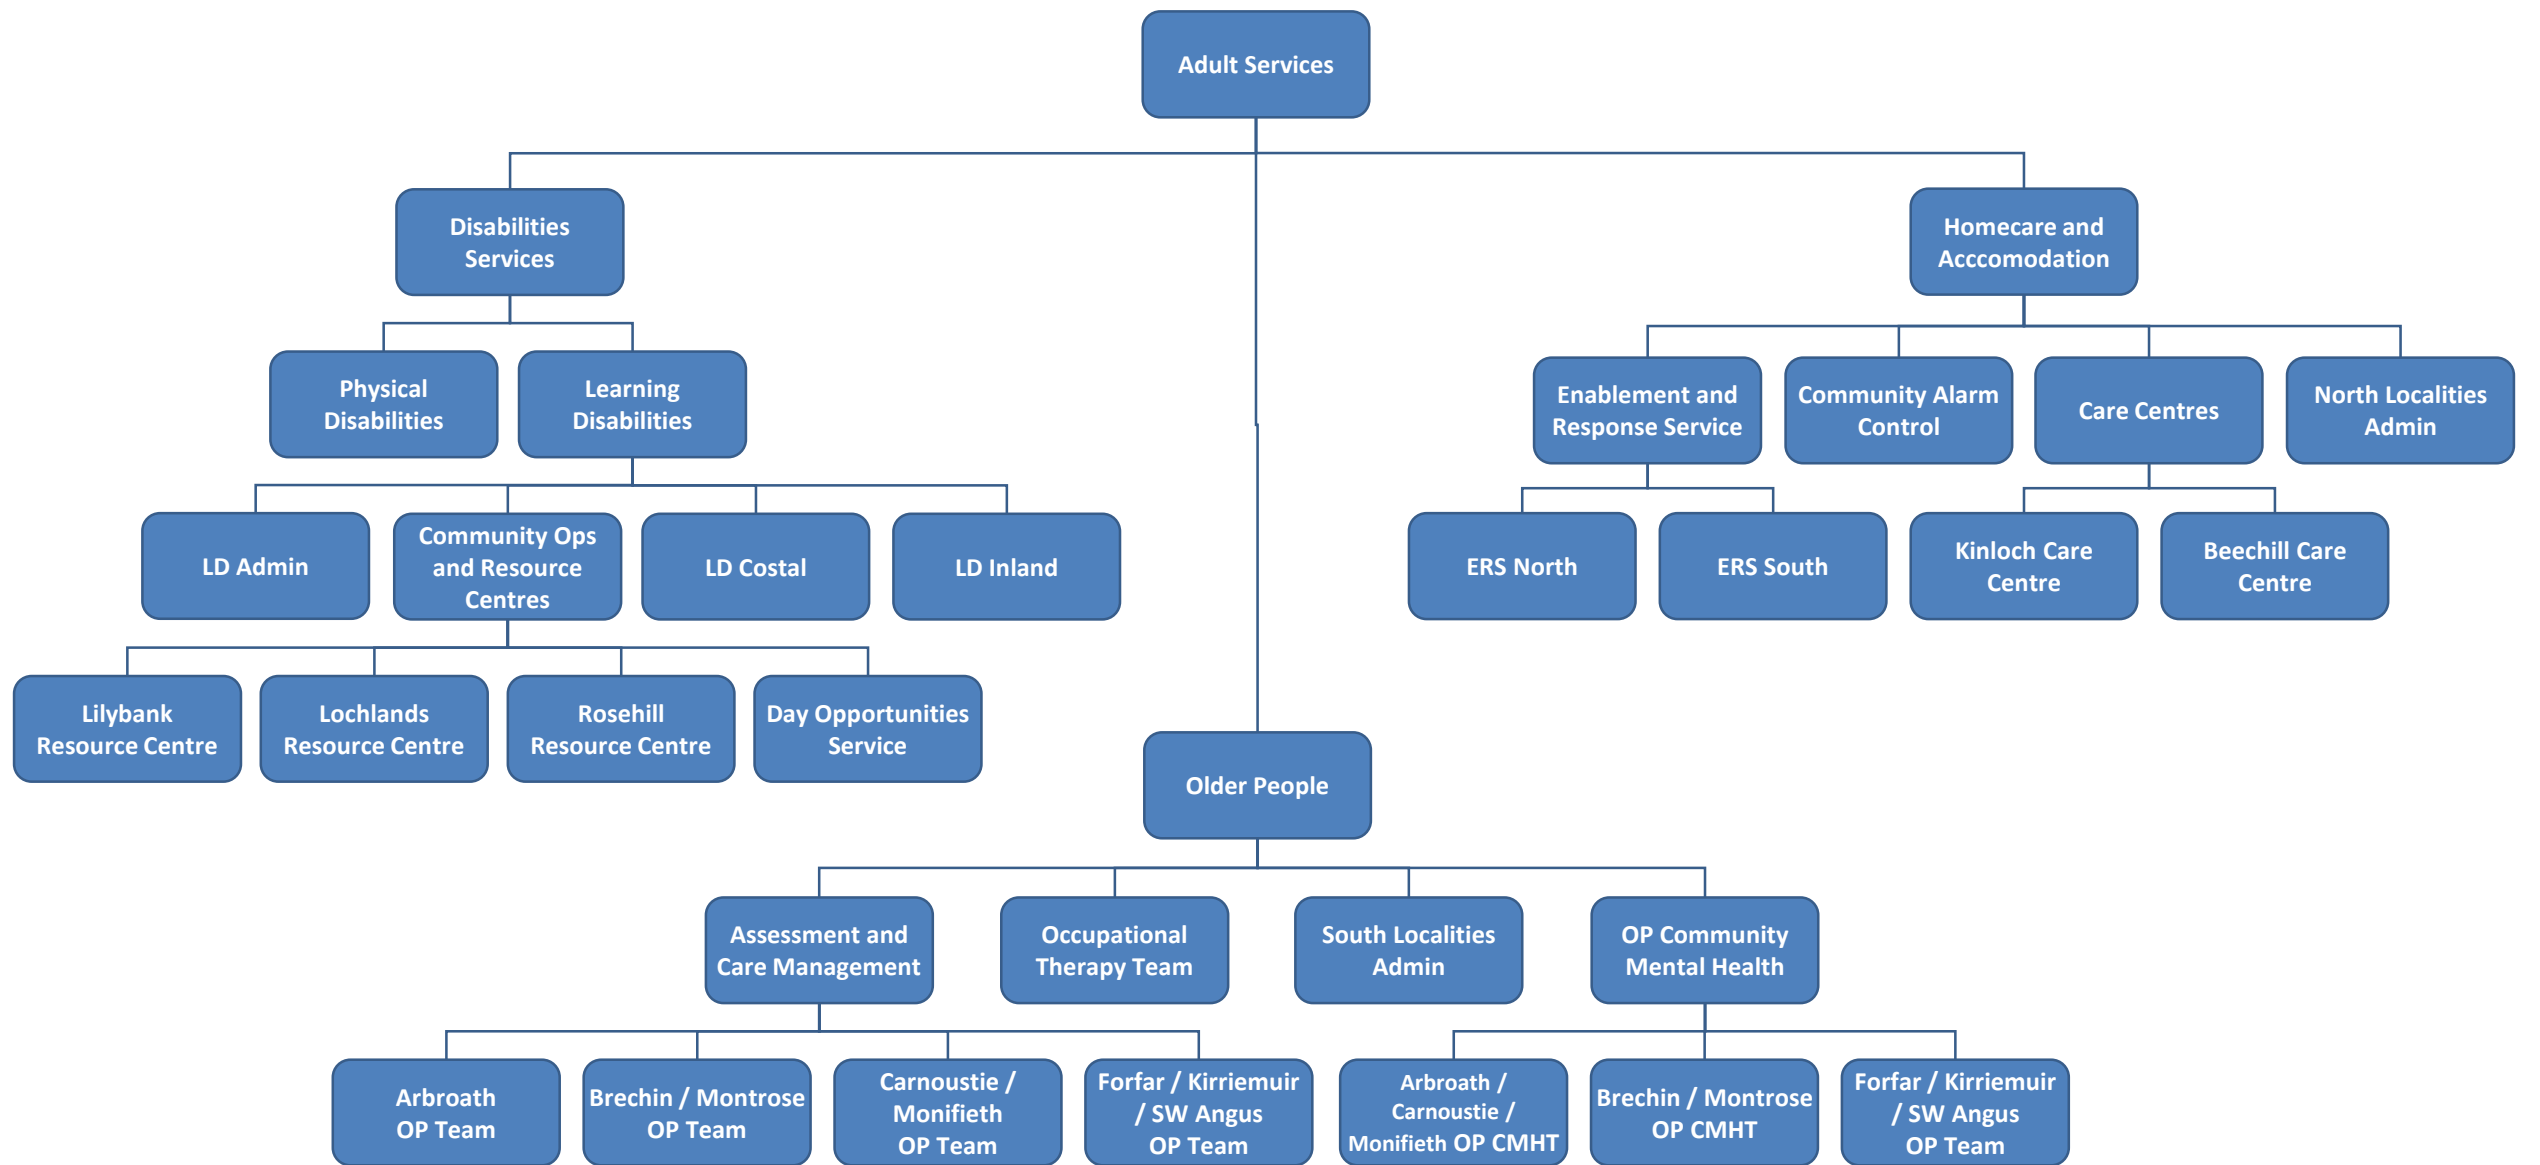 Adult Services
Disabilities
Services
Homecare and
Acccomodation
Physical
Disabilities
Learning
Disabilities
Enablement and
Response Service
Community Alarm
Control
Care Centres
North Localities
Admin
LD Admin
Community Ops
and Resource
Centres
LD Costal
LD Inland
ERS North
ERS South
Kinloch Care
Centre
Beechill Care
Centre
Lilybank
Resource Centre
Lochlands
Resource Centre
Rosehill
Resource Centre
Day Opportunities
Service
Older People
Assessment and
Care Management
Occupational
Therapy Team
South Localities
Admin
OP Community
Mental Health
Arbroath
OP Team
Brechin / Montrose
OP Team
Carnoustie /
Monifieth
OP Team
Forfar / Kirriemuir
/ SW Angus
OP Team
Arbroath /
Carnoustie /
Monifieth OP CMHT
Brechin / Montrose
OP CMHT
Forfar / Kirriemuir
/ SW Angus
OP Team